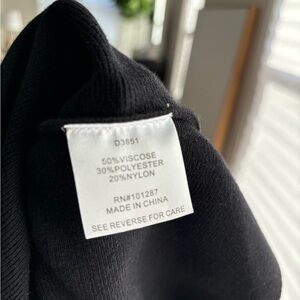 D3851
50%VISCOSE
30%POLYESTER
20%NYLON
RN#101287
MADE IN CHINA
SEE REVERSE FOR CARE